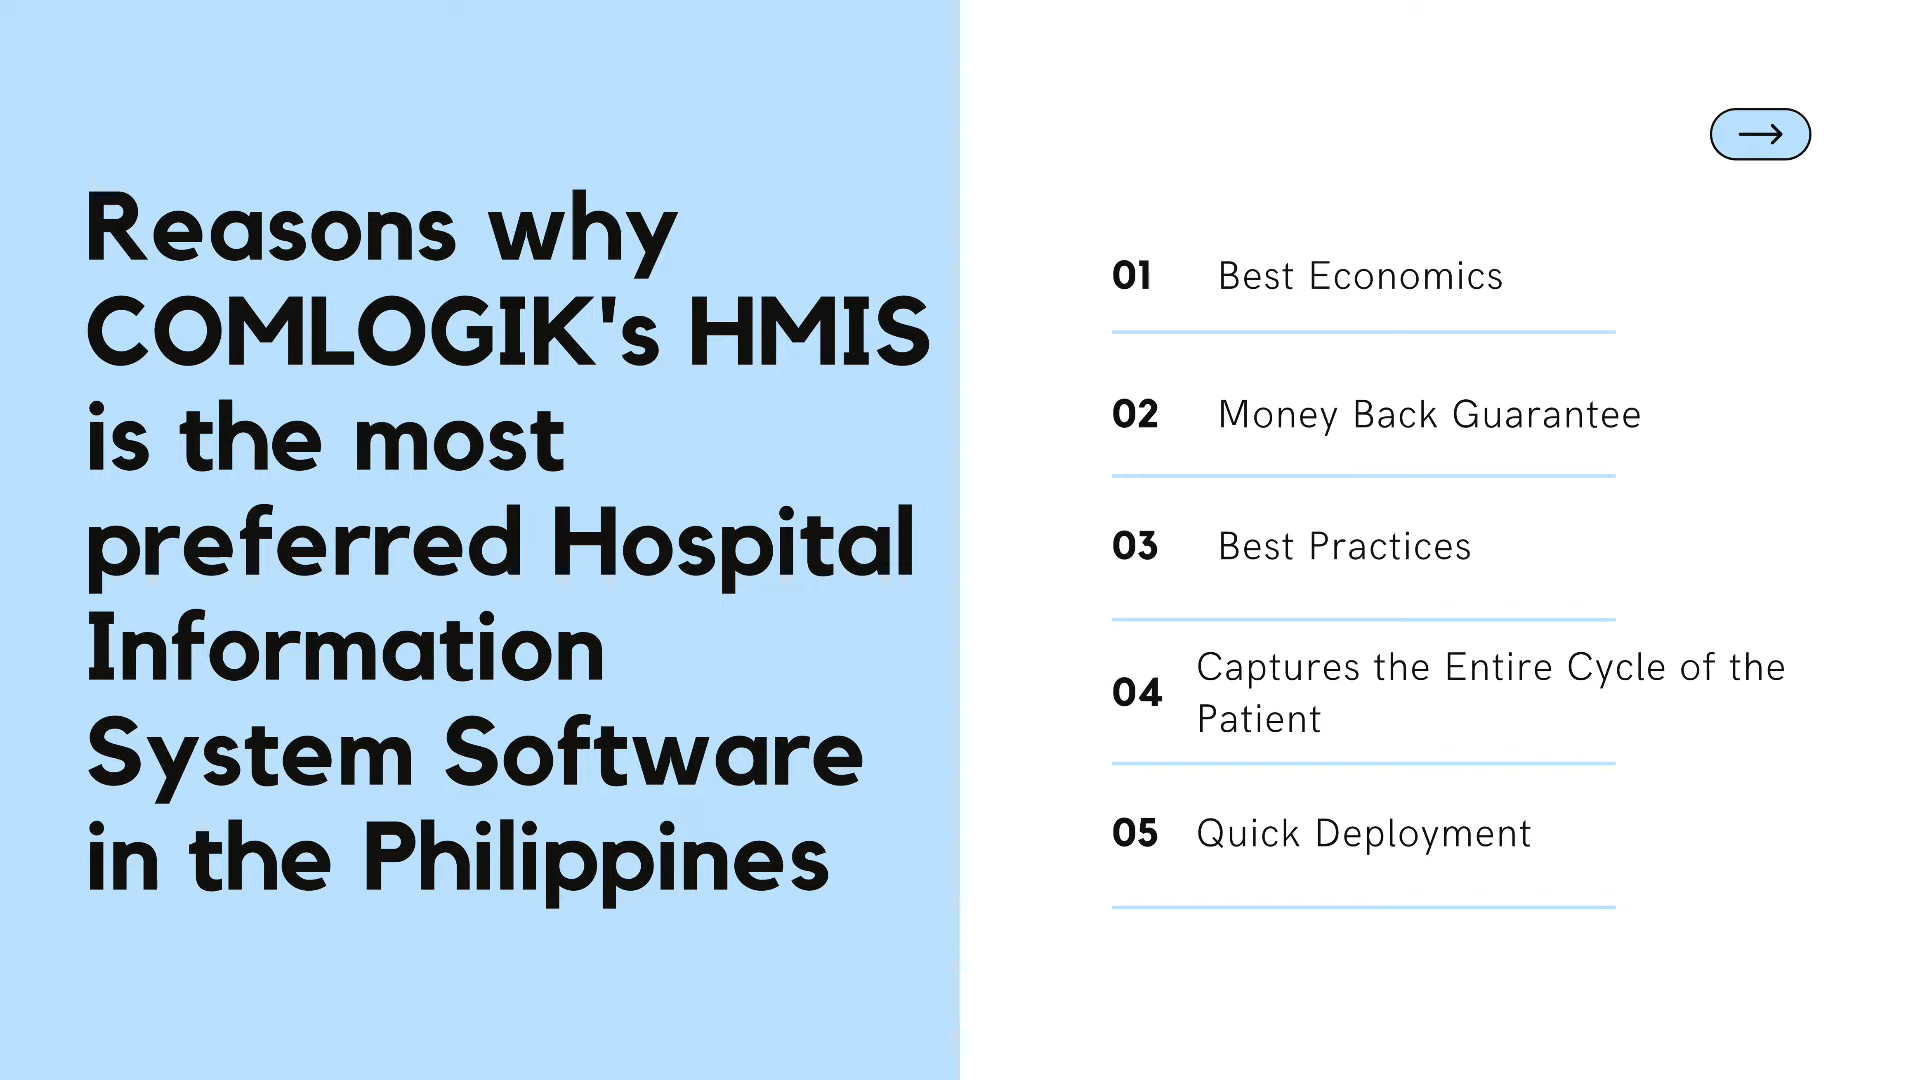 Reasons why
COMLOGIK's HMIS
is the most
preferred Hospital
Information
System Software
in the Philippines
01 Best Economics
02 Money Back Guarantee
03 Best Practices
04 Captures the Entire Cycle of the
Patient
05 Quick Deployment